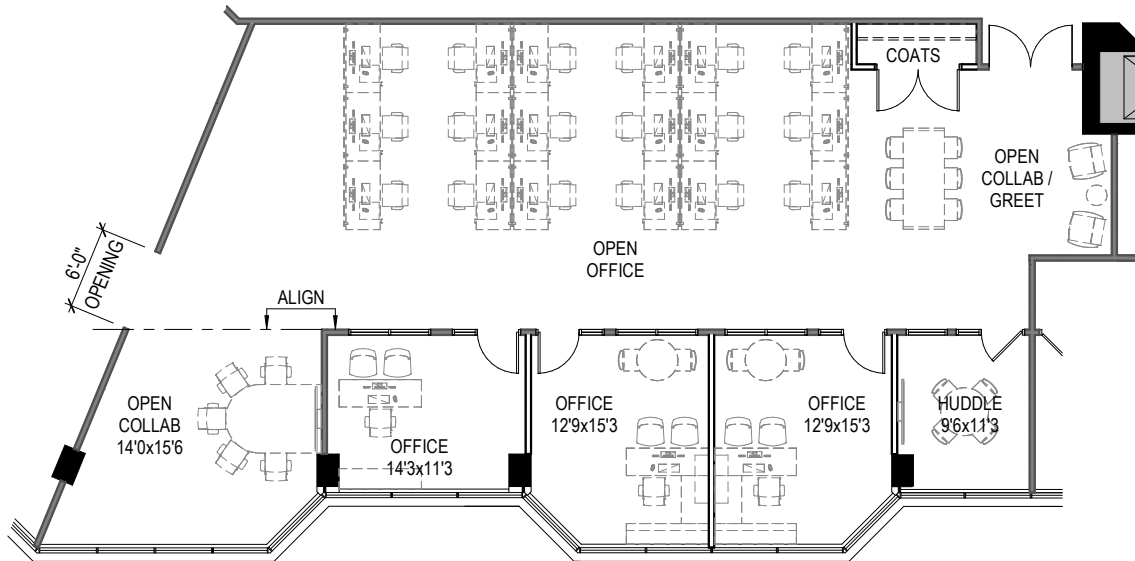 COATS
OPEN
COLLAB /
GREET
6'-0"
OPENING
OPEN
OFFICE
ALIGN
OPEN
COLLAB
14'0x15'6
OFFICE
14'3x11'3
OFFICE
12'9x15'3
OFFICE
12'9x15'3
HUDDLE
9'6x11'3